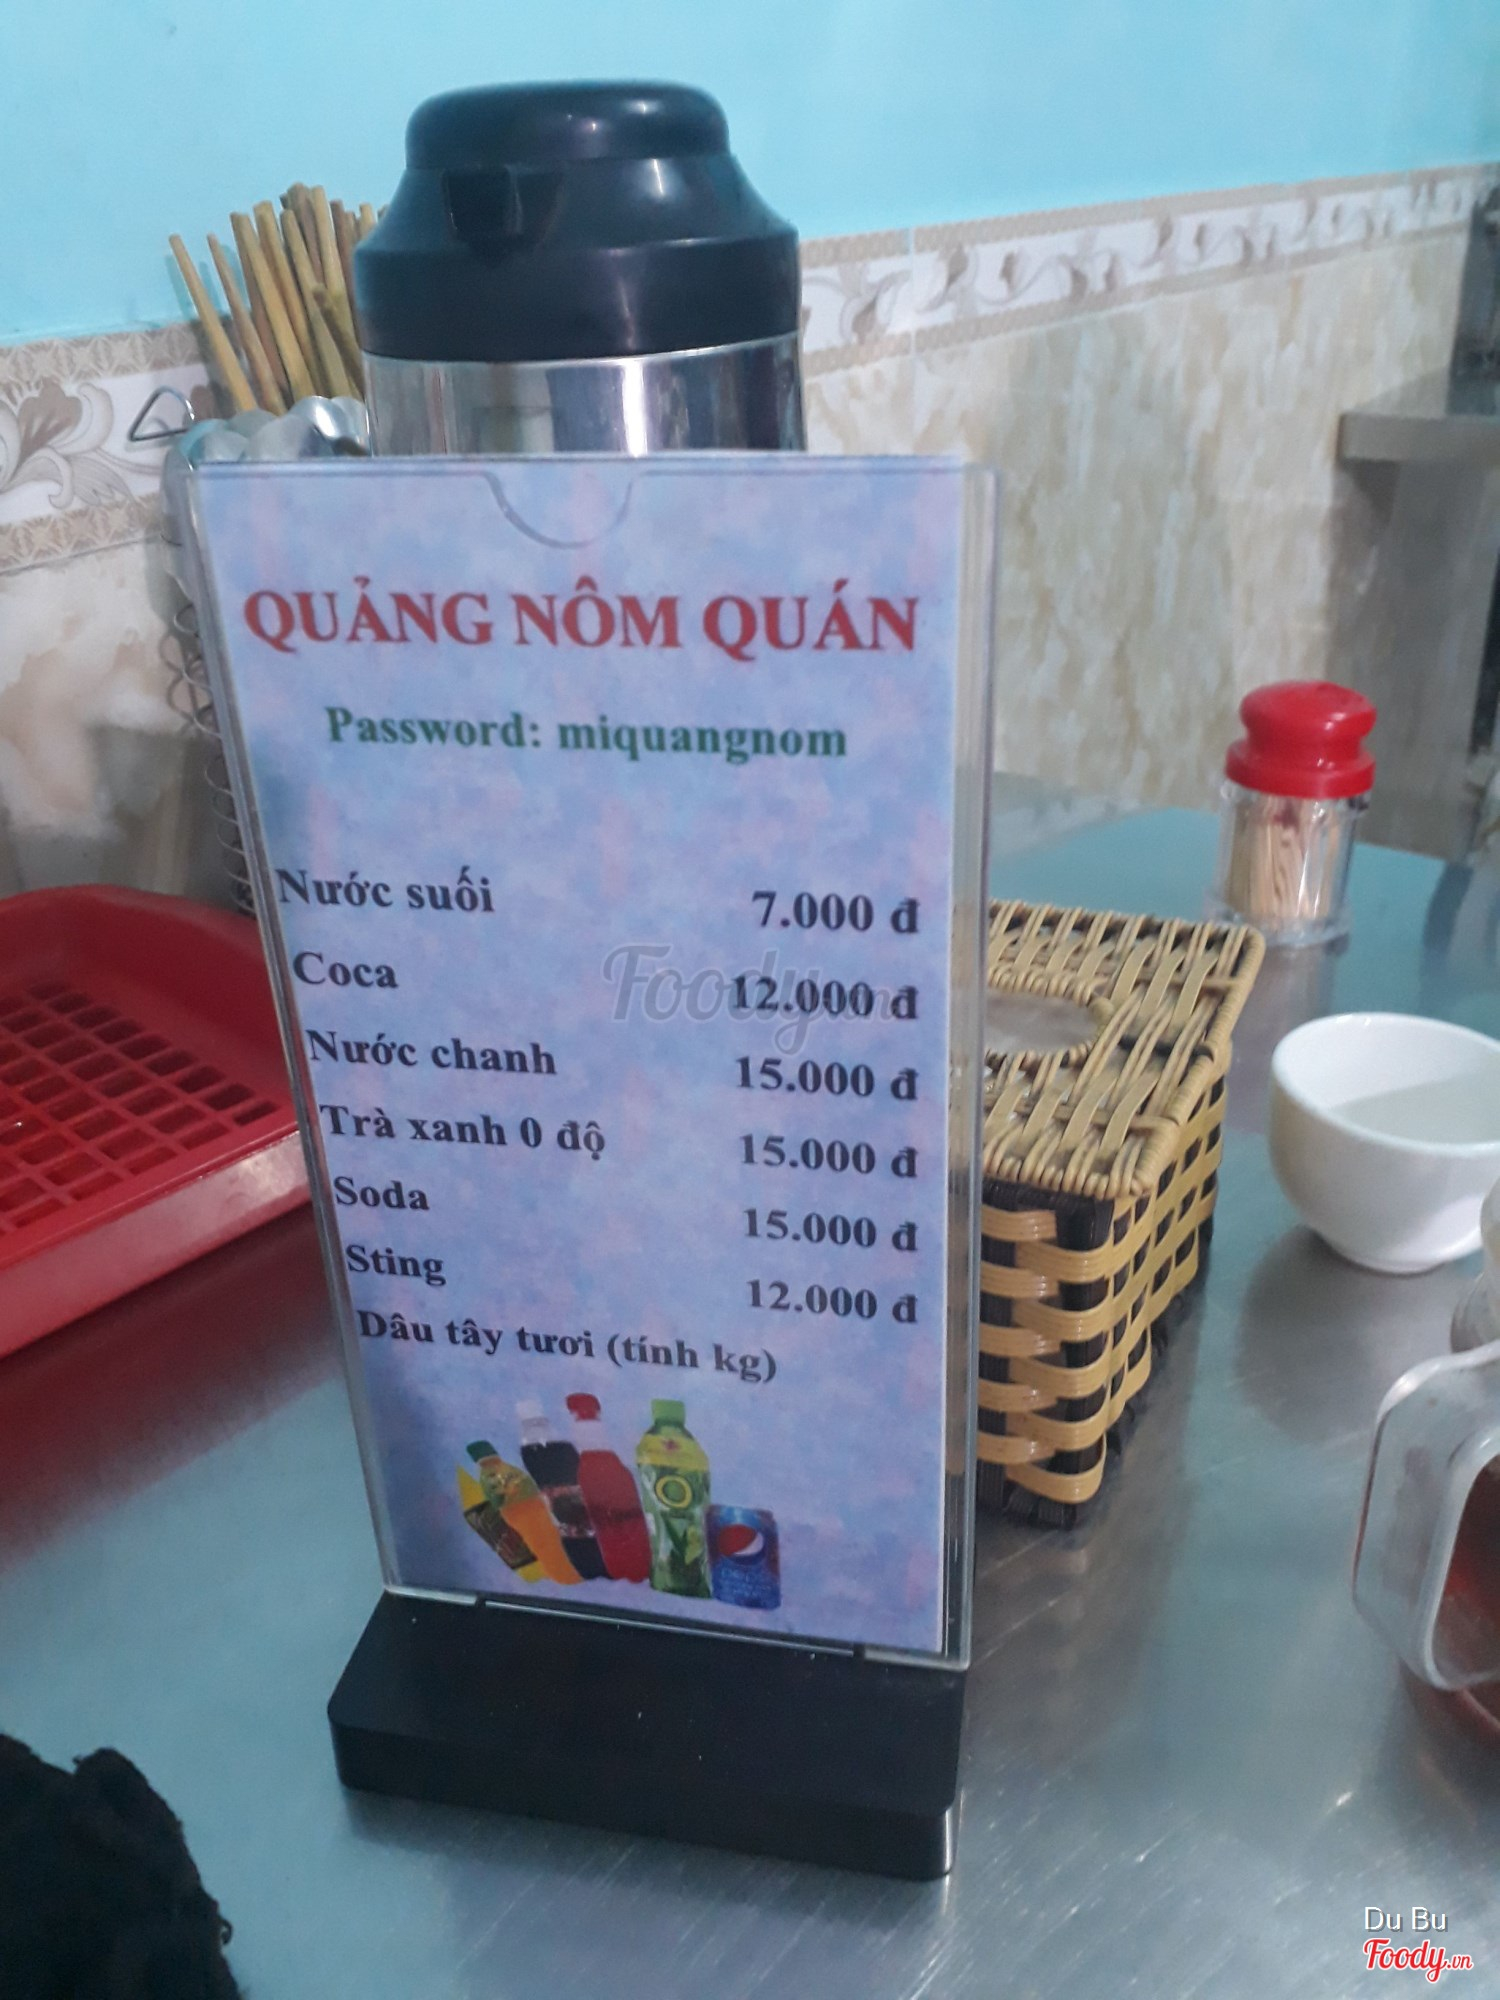 QUẢNG NÔM QUÁN
Password: miquangnom
Nước suối 7.000 đ
Coca 12.000 đ
Nước chanh 15.000 đ
Trà xanh 0 độ 15.000 đ
Soda 15.000 đ
Sting 12.000 đ
Dâu tây tươi (tính kg)
Foody.vn
Du Bu
Foody.vn